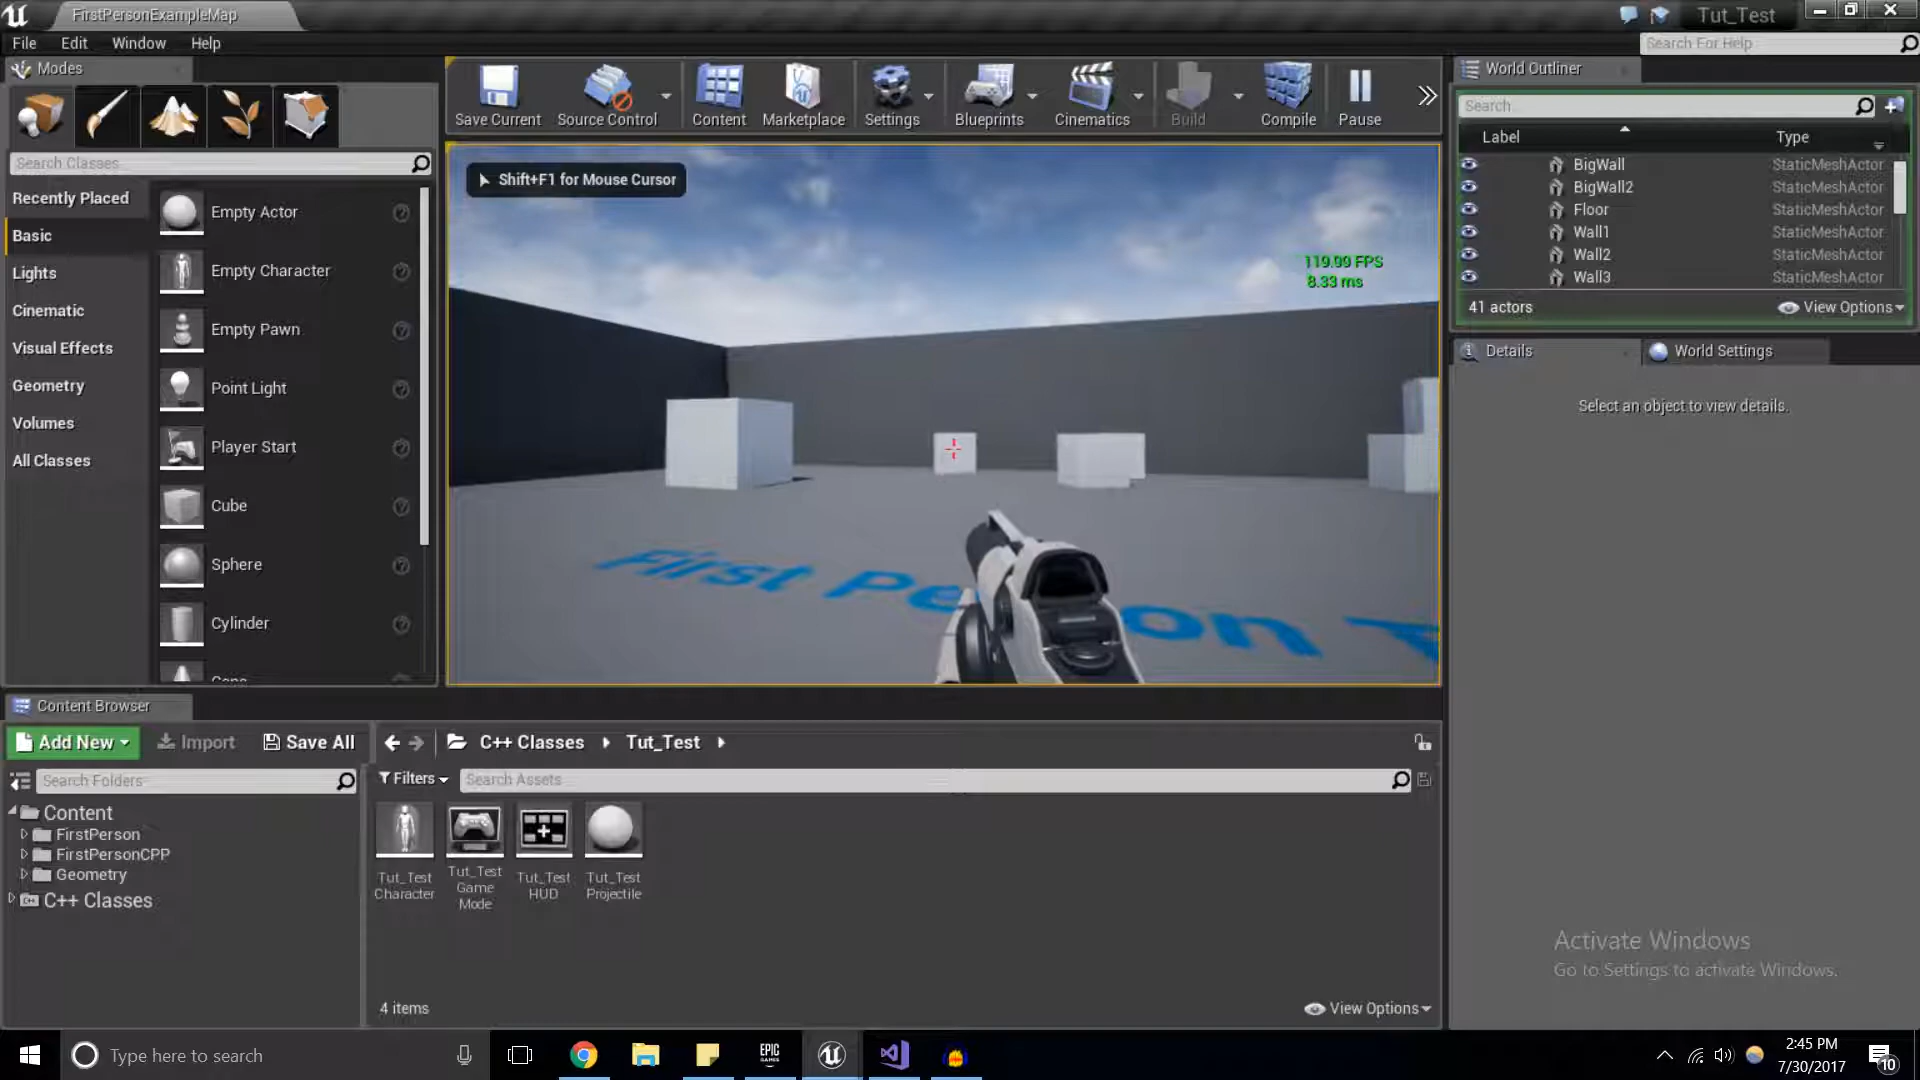 FirstPersonExampleMap
Tut_Test
File Edit Window Help
Search For Help
Modes
Search Classes
Recently Placed
Basic
Lights
Cinematic
Visual Effects
Geometry
Volumes
All Classes
Empty Actor
Empty Character
Empty Pawn
Point Light
Player Start
Cube
Sphere
Cylinder
Cone
Save Current
Source Control
Content
Marketplace
Settings
Blueprints
Cinematics
Build
Compile
Pause
Shift+F1 for Mouse Cursor
119.99 FPS
8.33 ms
First Person
World Outliner
Search
Label Type
BigWall StaticMeshActor
BigWall2 StaticMeshActor
Floor StaticMeshActor
Wall1 StaticMeshActor
Wall2 StaticMeshActor
Wall3 StaticMeshActor
41 actors
View Options
Details
World Settings
Select an object to view details.
Content Browser
Add New
Import
Save All
C++ Classes
Tut_Test
Search Folders
Filters
Search Assets
Content
FirstPerson
FirstPersonCPP
Geometry
C++ Classes
Tut_Test
Character
Tut_Test
Game
Mode
Tut_Test
HUD
Tut_Test
Projectile
4 items
View Options
Activate Windows
Go to Settings to activate Windows.
Type here to search
EPIC
GAMES
2:45 PM
7/30/2017
10